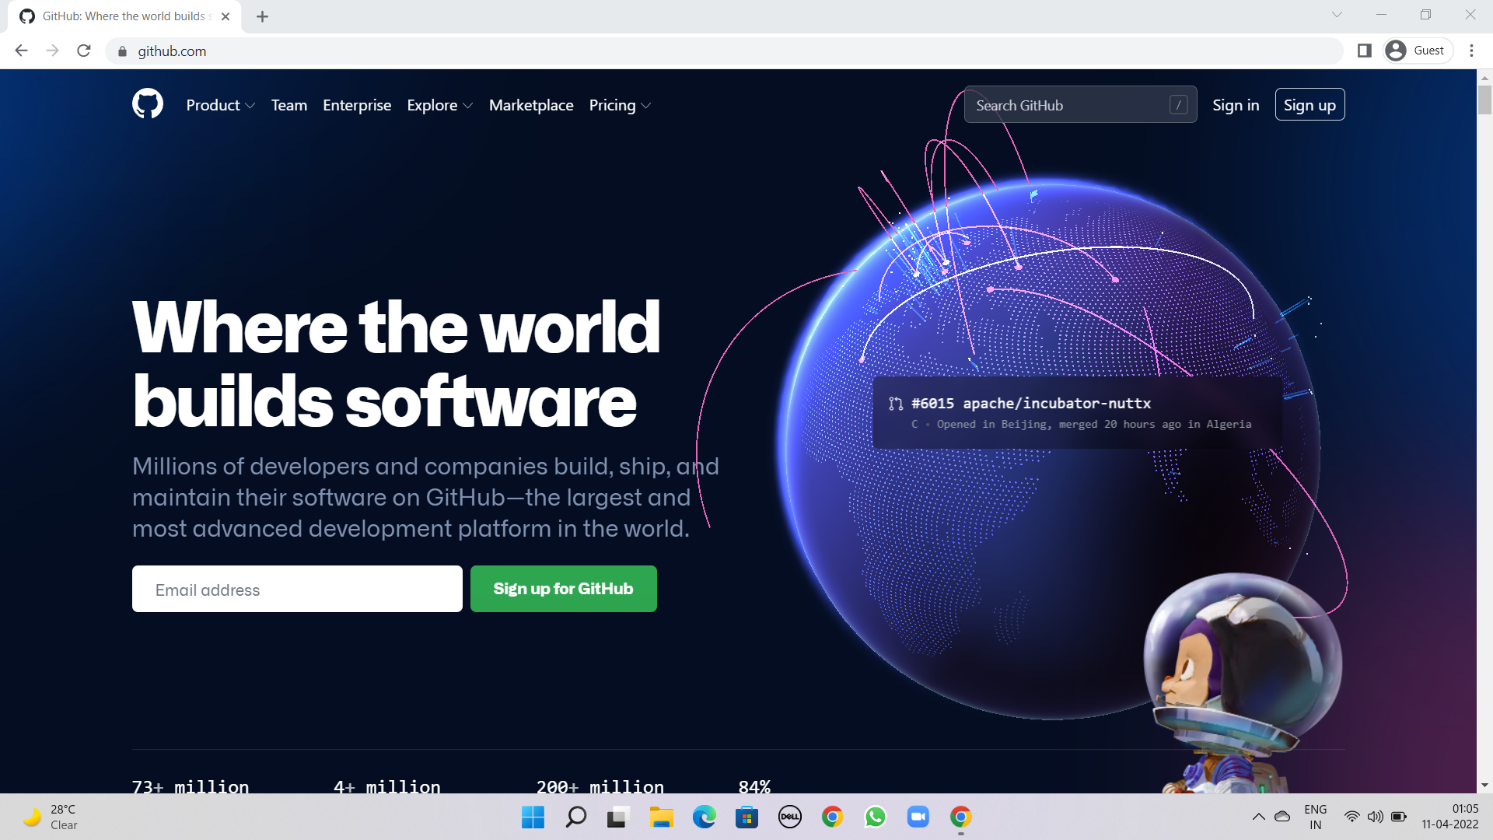 GitHub: Where the world builds s
github.com
Guest
Product Team Enterprise Explore Marketplace Pricing
Search GitHub /
Sign in
Sign up
Where the world
builds software
Millions of developers and companies build, ship, and
maintain their software on GitHub—the largest and
most advanced development platform in the world.
Email address
Sign up for GitHub
#6015 apache/incubator-nuttx
C - Opened in Beijing, merged 20 hours ago in Algeria
73+ million 4+ million 200+ million 84%
28°C
Clear
DELL
ENG
IN
01:05
11-04-2022